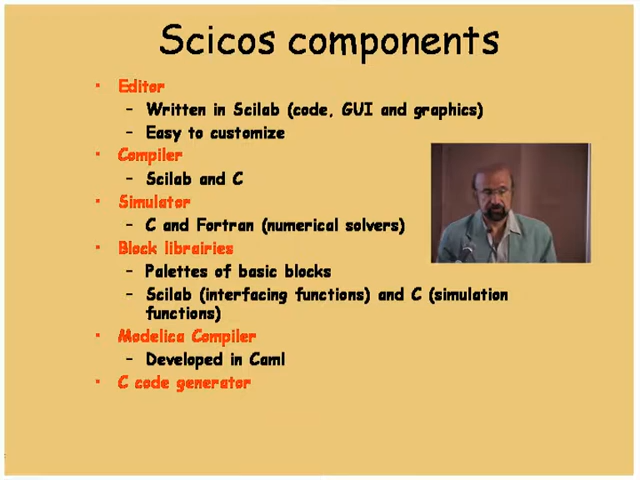 Scicos components
• Editor
– Written in Scilab (code, GUI and graphics)
– Easy to customize
• Compiler
– Scilab and C
• Simulator
– C and Fortran (numerical solvers)
• Block librairies
– Palettes of basic blocks
– Scilab (interfacing functions) and C (simulation
functions)
• Modelica Compiler
– Developed in Caml
• C code generator